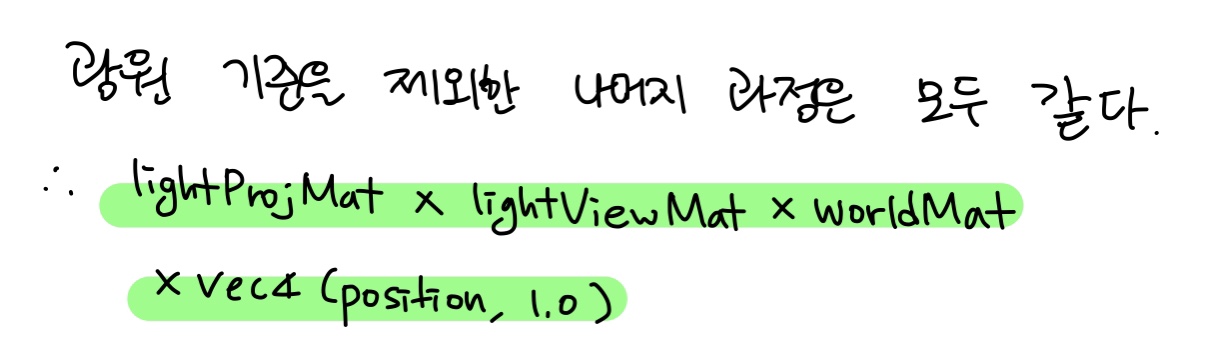 광원 기준을 제외한 나머지 과정은 모두 같다.
∴ lightProjMat × lightViewMat × worldMat
× vec4 (position, 1.0)